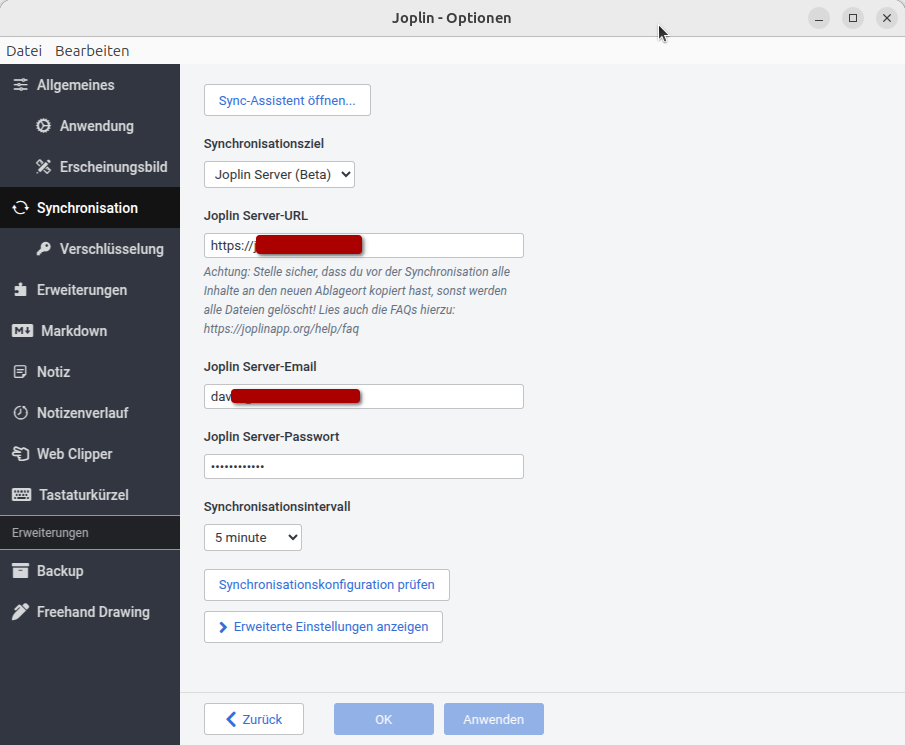 Joplin - Optionen
Datei Bearbeiten
Allgemeines
Anwendung
Erscheinungsbild
Synchronisation
Verschlüsselung
Erweiterungen
Markdown
Notiz
Notizenverlauf
Web Clipper
Tastaturkürzel
Erweiterungen
Backup
Freehand Drawing
Sync-Assistent öffnen...
Synchronisationsziel
Joplin Server (Beta)
Joplin Server-URL
https://j
Achtung: Stelle sicher, dass du vor der Synchronisation alle
Inhalte an den neuen Ablageort kopiert hast, sonst werden
alle Dateien gelöscht! Lies auch die FAQs hierzu:
https://joplinapp.org/help/faq
Joplin Server-Email
dav
Joplin Server-Passwort
••••••••••••
Synchronisationsintervall
5 minute
Synchronisationskonfiguration prüfen
Erweiterte Einstellungen anzeigen
Zurück OK Anwenden